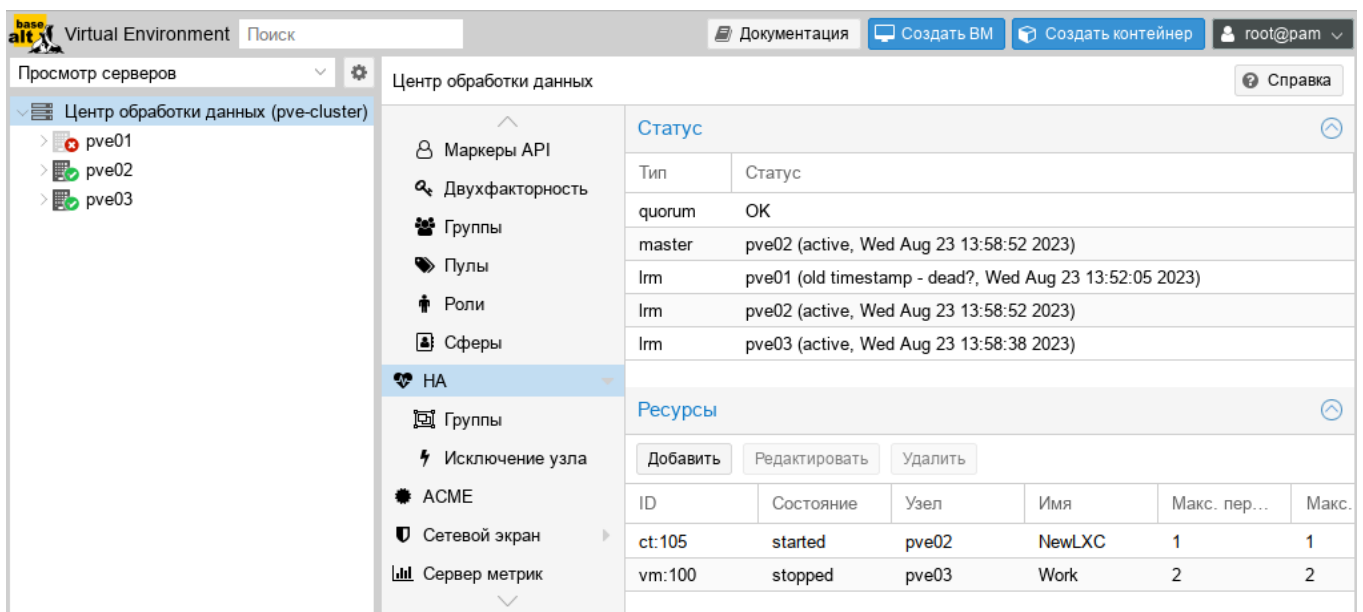 base alt Virtual Environment Поиск Документация Создать ВМ Создать контейнер root@pam
Просмотр серверов
Центр обработки данных (pve-cluster)
pve01
pve02
pve03
Центр обработки данных Справка
Маркеры API
Двухфакторность
Группы
Пулы
Роли
Сферы
HA
Группы
Исключение узла
ACME
Сетевой экран
Сервер метрик
Статус
Тип Статус
quorum OK
master pve02 (active, Wed Aug 23 13:58:52 2023)
lrm pve01 (old timestamp - dead?, Wed Aug 23 13:52:05 2023)
lrm pve02 (active, Wed Aug 23 13:58:52 2023)
lrm pve03 (active, Wed Aug 23 13:58:38 2023)
Ресурсы
Добавить Редактировать Удалить
ID Состояние Узел Имя Макс. пер... Макс.
ct:105 started pve02 NewLXC 1 1
vm:100 stopped pve03 Work 2 2